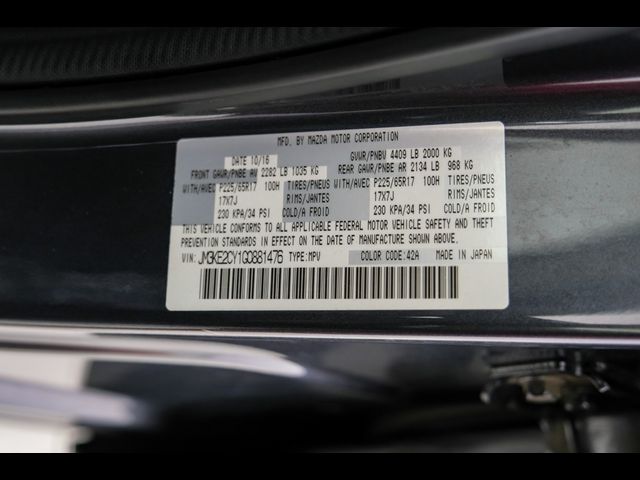 MFD. BY MAZDA MOTOR CORPORATION
DATE 10/16 GVWR/PNBV 4409 LB 2000 KG
FRONT GAWR/PNBE AV 2282 LB 1035 KG REAR GAWR/PNBE AR 2134 LB 968 KG
WITH/AVEC P225/65R17 100H TIRES/PNEUS WITH/AVEC P225/65R17 100H TIRES/PNEUS
17X7J RIMS/JANTES 17X7J RIMS/JANTES
230 KPA/34 PSI COLD/A FROID 230 KPA/34 PSI COLD/A FROID
THIS VEHICLE CONFORMS TO ALL APPLICABLE FEDERAL MOTOR VEHICLE SAFETY AND THEFT
PREVENTION STANDARDS IN EFFECT ON THE DATE OF MANUFACTURE SHOWN ABOVE.
VIN: JM3KE2CY1G0881476 TYPE:MPV COLOR CODE:42A MADE IN JAPAN